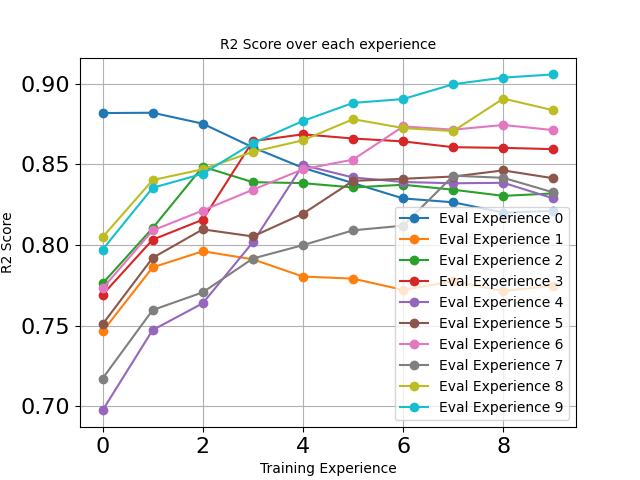 R2 Score over each experience
R2 Score
0.90
0.85
0.80
0.75
0.70
0
2
4
6
8
Training Experience
Eval Experience 0
Eval Experience 1
Eval Experience 2
Eval Experience 3
Eval Experience 4
Eval Experience 5
Eval Experience 6
Eval Experience 7
Eval Experience 8
Eval Experience 9